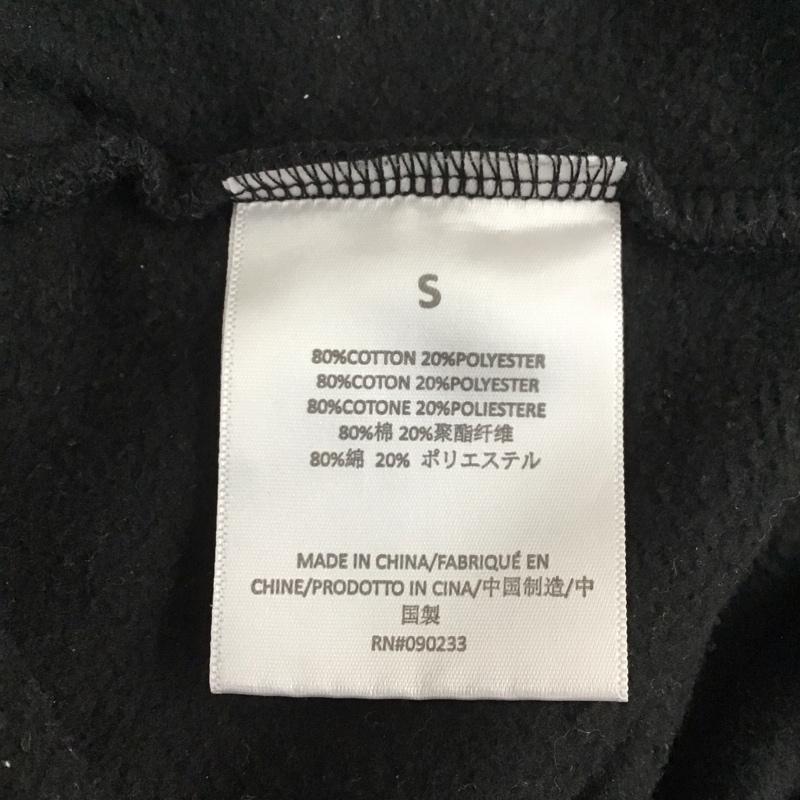 S
80%COTTON 20%POLYESTER
80%COTON 20%POLYESTER
80%COTONE 20%POLIESTERE
80%棉 20%聚酯纤维
80%綿 20% ポリエステル
MADE IN CHINA/FABRIQUÉ EN
CHINE/PRODOTTO IN CINA/中国制造/中
国製
RN#090233